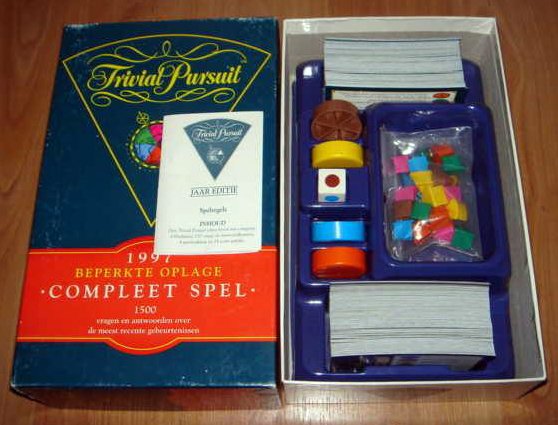 Trivial Pursuit
Trivial Pursuit
JAAR EDITIE
Spelregels
INHOUD
1997
BEPERKTE OPLAGE
· COMPLEET SPEL ·
1500
vragen en antwoorden over
de meest recente gebeurtenissen